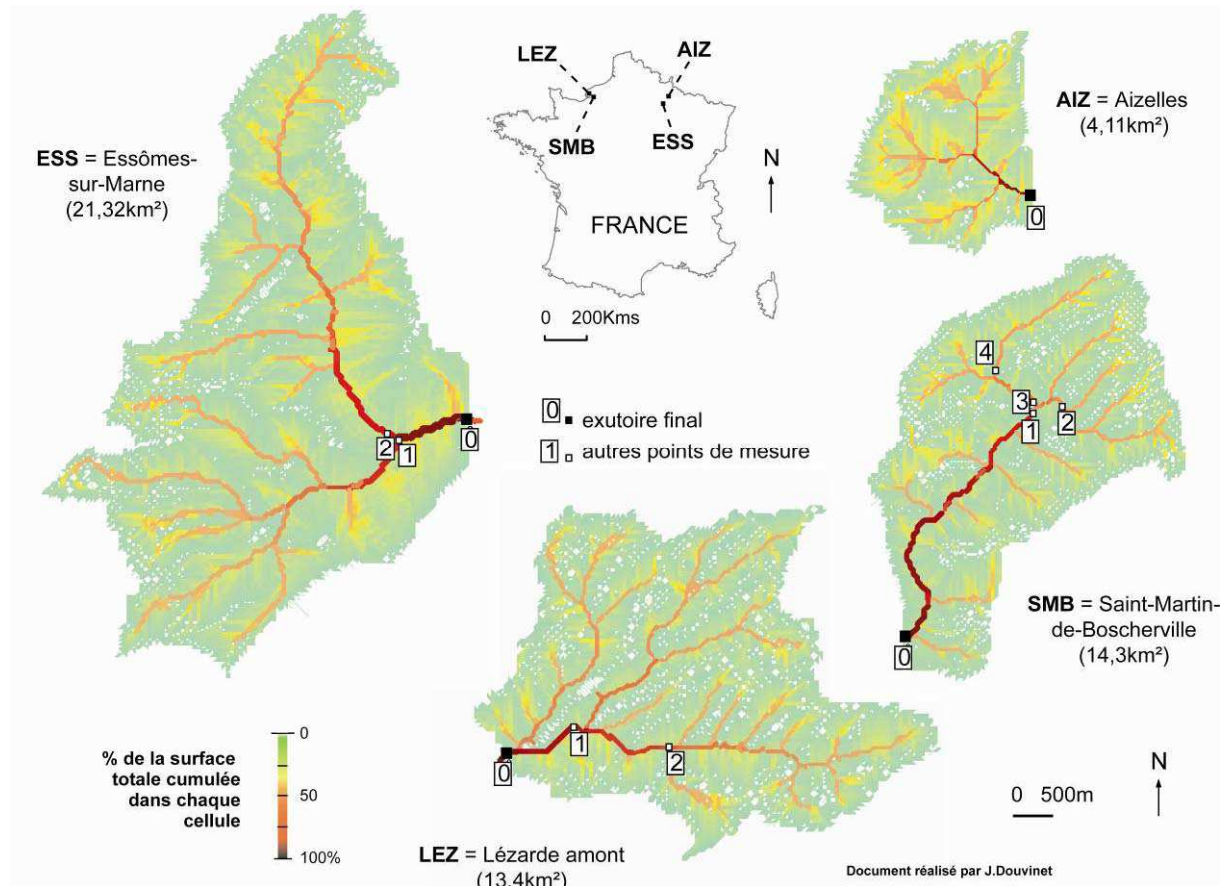 LEZ
AIZ
SMB
ESS
N
FRANCE
0 200Kms
ESS = Essômes-
sur-Marne
(21,32km²)
AIZ = Aizelles
(4,11km²)
0
4
3
1
2
0
2
1
0
0 exutoire final
1 autres points de mesure
SMB = Saint-Martin-
de-Boscherville
(14,3km²)
0
1
2
% de la surface
totale cumulée
dans chaque
cellule
0
50
100%
N
0 500m
LEZ = Lézarde amont
(13,4km²)
Document réalisé par J.Douvinet